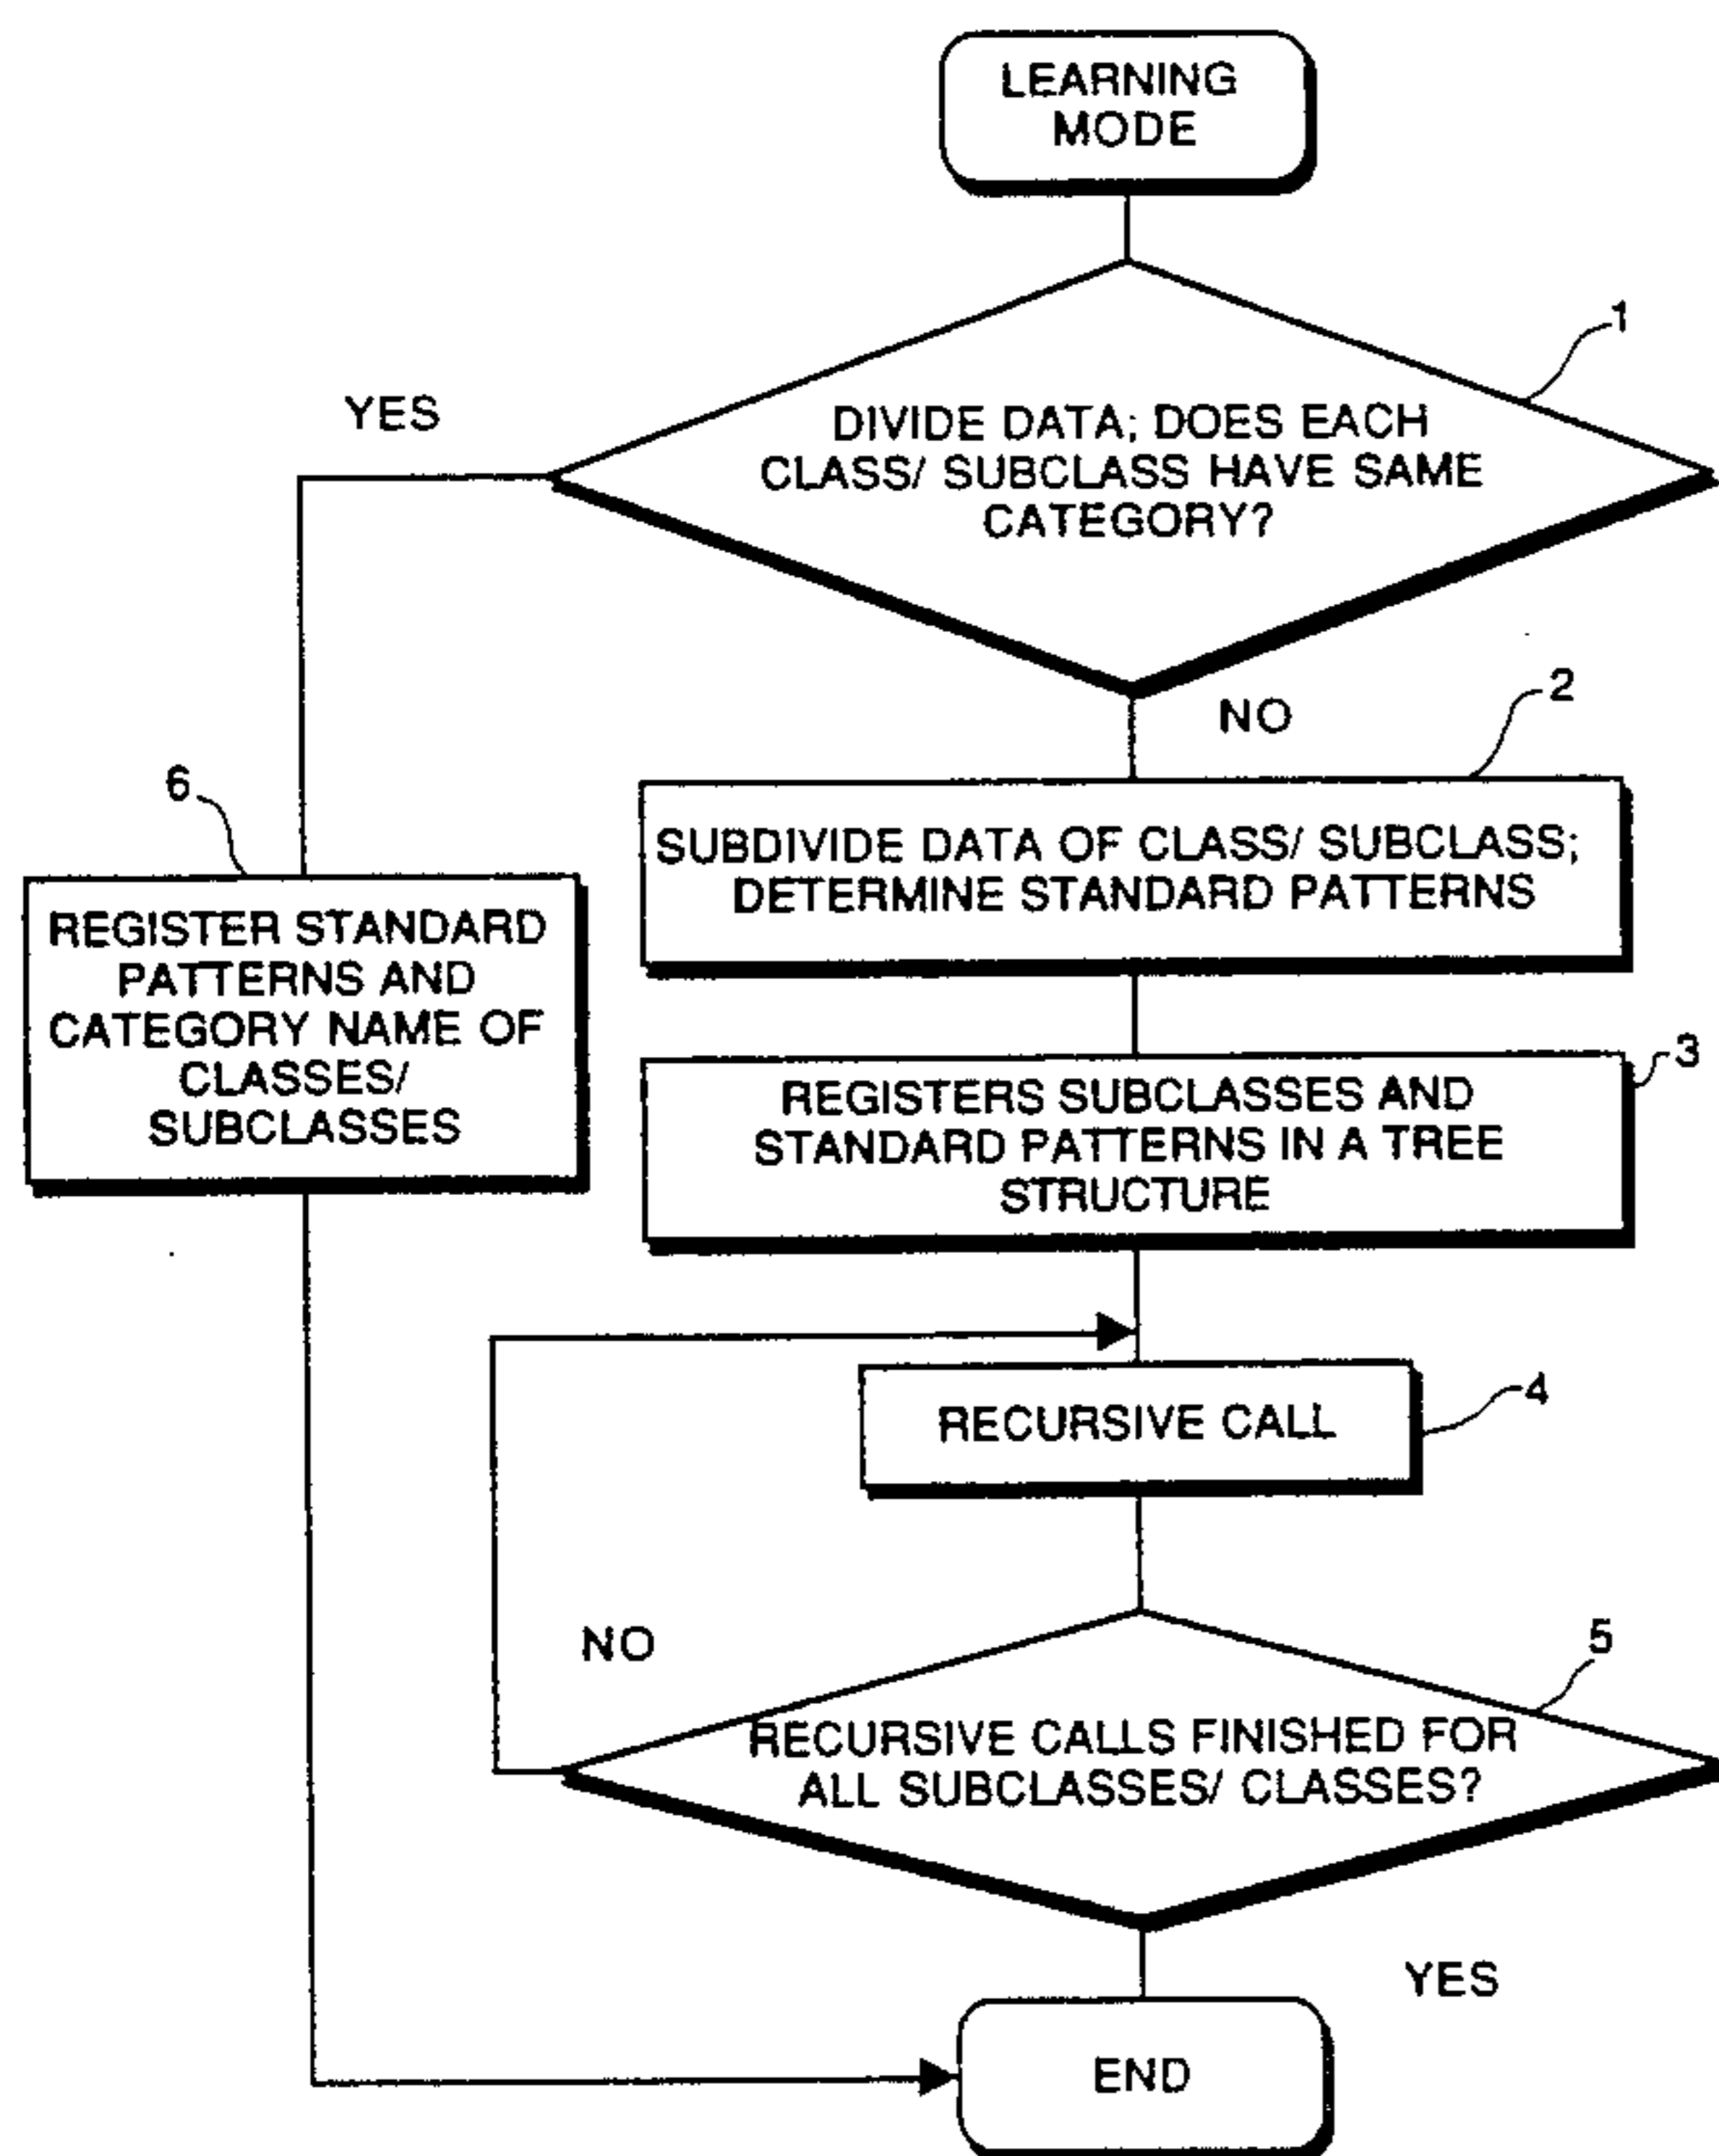 LEARNING
MODE
1
YES
DIVIDE DATA; DOES EACH
CLASS/ SUBCLASS HAVE SAME
CATEGORY?
NO
2
6
SUBDIVIDE DATA OF CLASS/ SUBCLASS;
DETERMINE STANDARD PATTERNS
REGISTER STANDARD
PATTERNS AND
CATEGORY NAME OF
CLASSES/
SUBCLASSES
3
REGISTERS SUBCLASSES AND
STANDARD PATTERNS IN A TREE
STRUCTURE
4
RECURSIVE CALL
NO
5
RECURSIVE CALLS FINISHED FOR
ALL SUBCLASSES/ CLASSES?
YES
END